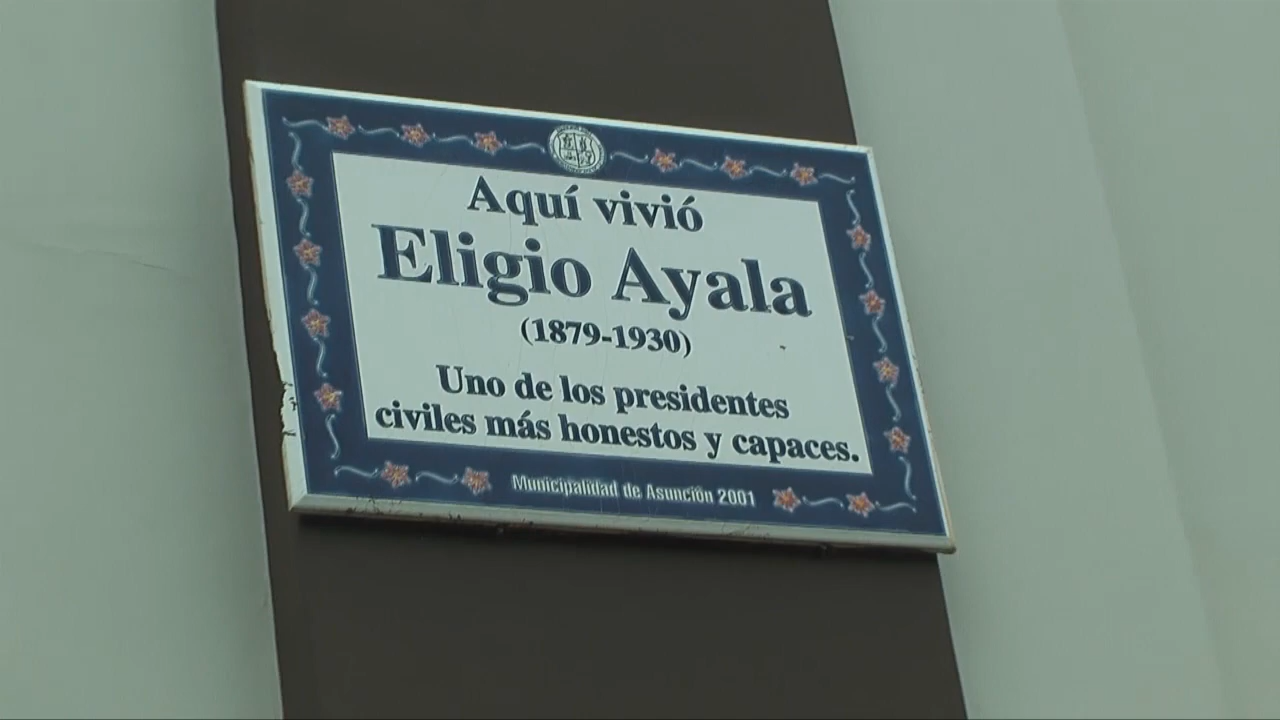 Aquí vivió
Eligio Ayala
(1879-1930)
Uno de los presidentes
civiles más honestos y capaces.
Municipalidad de Asunción 2001